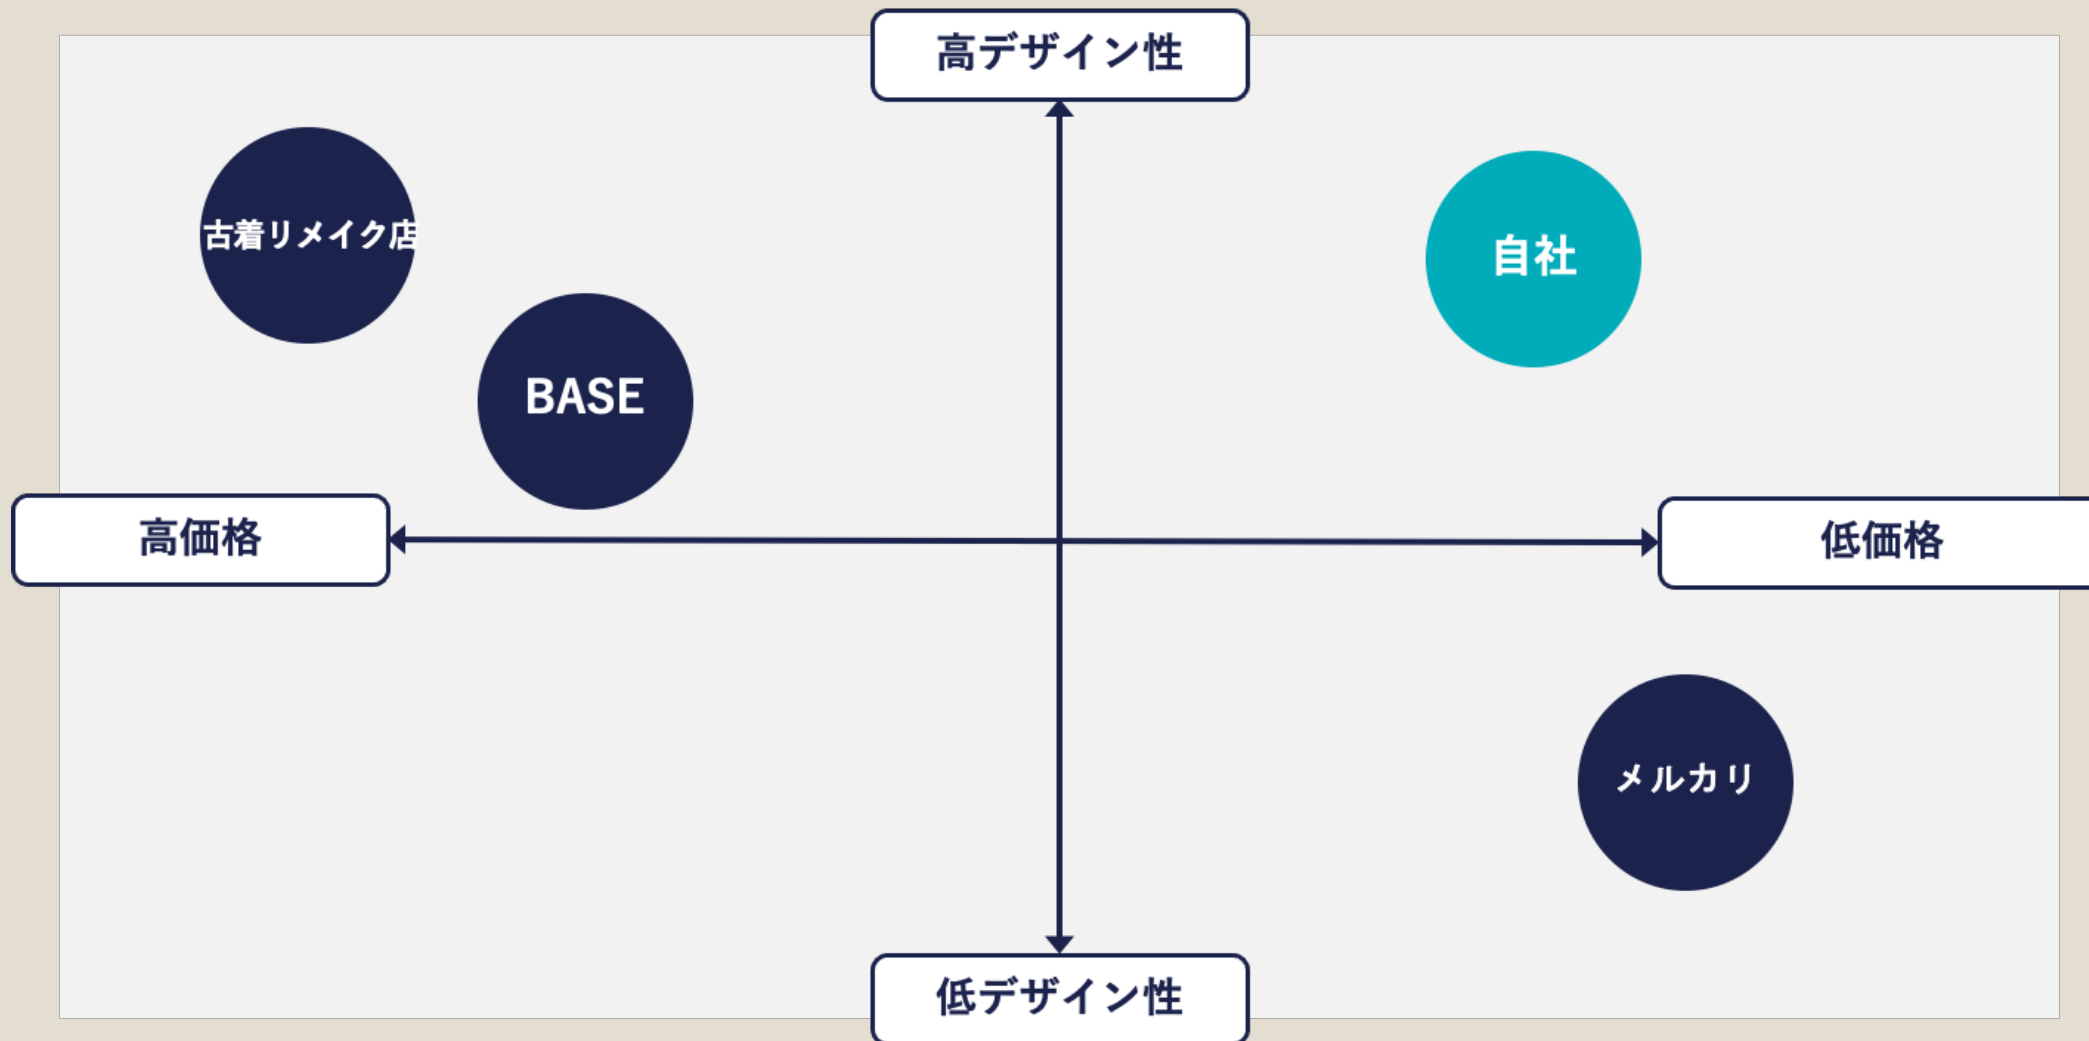 高デザイン性
古着リメイク店
自社
BASE
高価格
低価格
メルカリ
低デザイン性